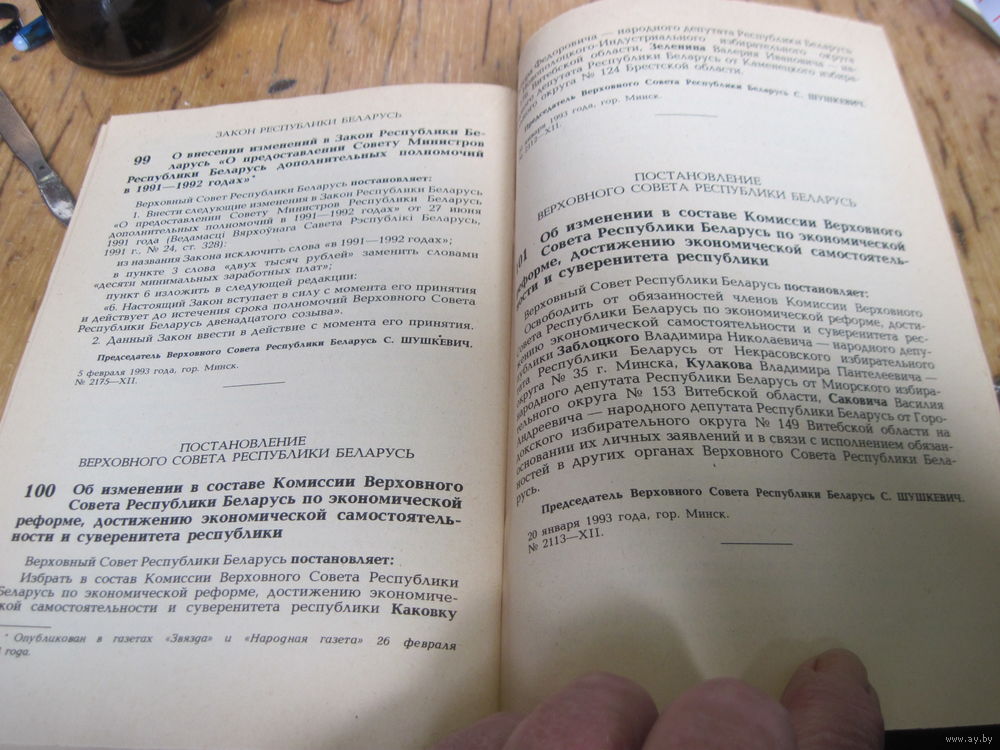 ЗАКОН РЕСПУБЛИКИ БЕЛАРУСЬ
99 О внесении изменений в Закон Республики Бе-
ларусь «О предоставлении Совету Министров
Республики Беларусь дополнительных полномочий
в 1991—1992 годах»*
Верховный Совет Республики Беларусь постановляет:
1. Внести следующие изменения в Закон Республики Беларусь
«О предоставлении Совету Министров Республики Беларусь
дополнительных полномочий в 1991—1992 годах» от 27 июня
1991 года (Ведамасці Вярхоўнага Савета Рэспублікі Беларусь,
1991 г., № 24, ст. 328):
из названия Закона исключить слова «в 1991—1992 годах»;
в пункте 3 слова «двух тысяч рублей» заменить словами
«десяти минимальных заработных плат»;
пункт 6 изложить в следующей редакции:
«6. Настоящий Закон вступает в силу с момента его принятия
и действует до истечения срока полномочий Верховного Совета
Республики Беларусь двенадцатого созыва».
2. Данный Закон ввести в действие с момента его принятия.
Председатель Верховного Совета Республики Беларусь С. ШУШКЕВИЧ.
5 февраля 1993 года, гор. Минск.
№ 2175—XII.
ПОСТАНОВЛЕНИЕ
ВЕРХОВНОГО СОВЕТА РЕСПУБЛИКИ БЕЛАРУСЬ
100 Об изменении в составе Комиссии Верховного
Совета Республики Беларусь по экономической
реформе, достижению экономической самостоятель-
ности и суверенитета республики
Верховный Совет Республики Беларусь постановляет:
Избрать в состав Комиссии Верховного Совета Республики
Беларусь по экономической реформе, достижению экономиче-
ской самостоятельности и суверенитета республики Каковку
* Опубликован в газетах «Звязда» и «Народная газета» 26 февраля
года.
Федоровича — народного депутата Республики Беларусь
Полоцкого-Индустриального избирательного округа
Витебской области, Зеленина Валерия Ивановича — на-
депутата Республики Беларусь от Каменецкого избира-
округа № 124 Брестской области.
Председатель Верховного Совета Республики Беларусь С. ШУШКЕВИЧ.
января 1993 года, гор. Минск.
2112—XII.
ПОСТАНОВЛЕНИЕ
ВЕРХОВНОГО СОВЕТА РЕСПУБЛИКИ БЕЛАРУСЬ
101 Об изменении в составе Комиссии Верховного
Совета Республики Беларусь по экономической
реформе, достижению экономической самостоятель-
ности и суверенитета республики
Верховный Совет Республики Беларусь постановляет:
Освободить от обязанностей членов Комиссии Верховного
Совета Республики Беларусь по экономической реформе, дости-
жению экономической самостоятельности и суверенитета рес-
публики Заблоцкого Владимира Николаевича — народного депу-
тата Республики Беларусь от Некрасовского избирательного
округа № 35 г. Минска, Кулакова Владимира Пантелеевича —
народного депутата Республики Беларусь от Миорского избира-
тельного округа № 153 Витебской области, Саковича Василия
Андреевича — народного депутата Республики Беларусь от Горо-
докского избирательного округа № 149 Витебской области на
основании их личных заявлений и в связи с исполнением обязан-
ностей в других органах Верховного Совета Республики Бела-
русь.
Председатель Верховного Совета Республики Беларусь С. ШУШКЕВИЧ.
20 января 1993 года, гор. Минск.
№ 2113—XII.
www.ay.by